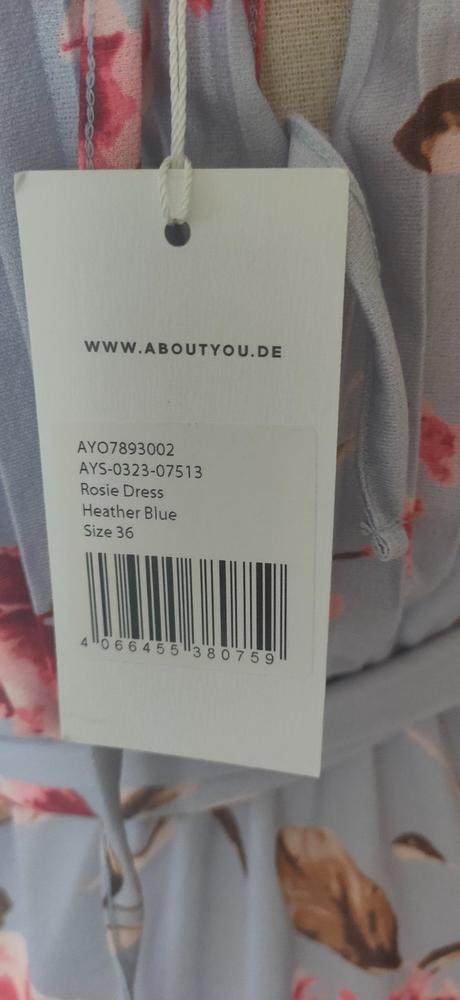 WWW.ABOUTYOU.DE
AYO7893002
AYS-0323-07513
Rosie Dress
Heather Blue
Size 36
4 066455 380759